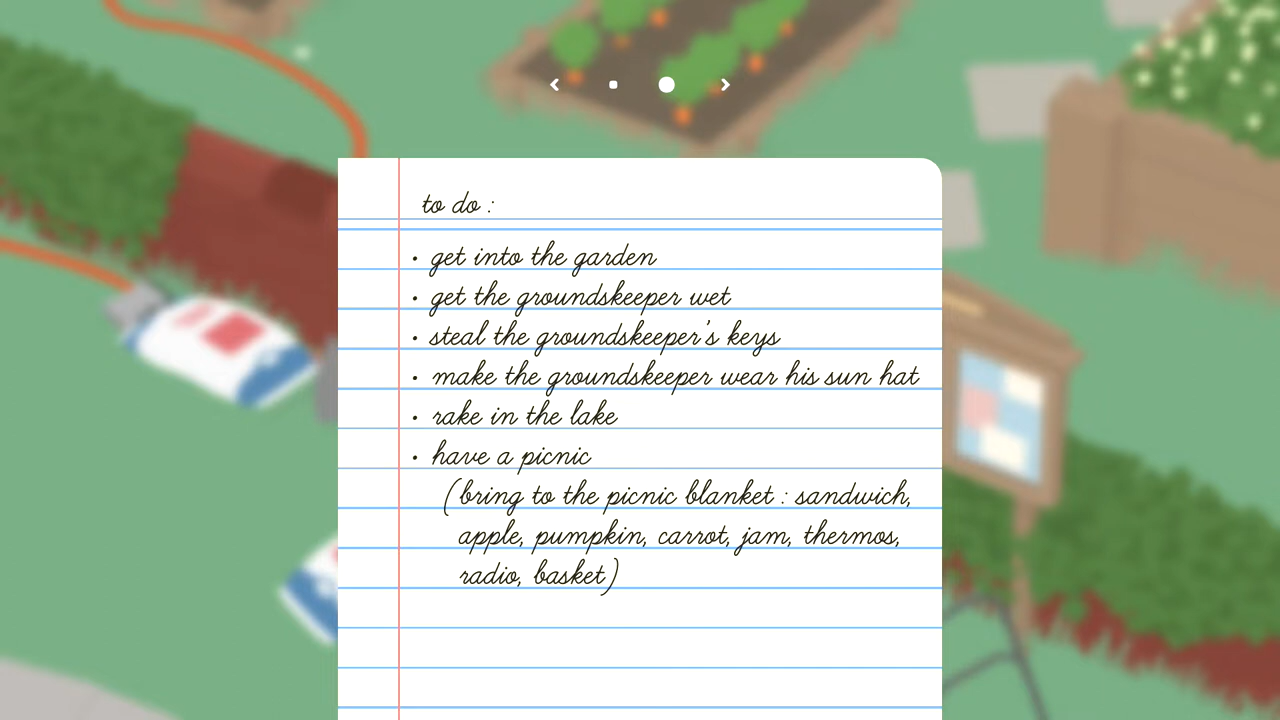 to do :
• get into the garden
• get the groundskeeper wet
• steal the groundskeeper's keys
• make the groundskeeper wear his sun hat
• rake in the lake
• have a picnic
(bring to the picnic blanket : sandwich,
apple, pumpkin, carrot, jam, thermos,
radio, basket)